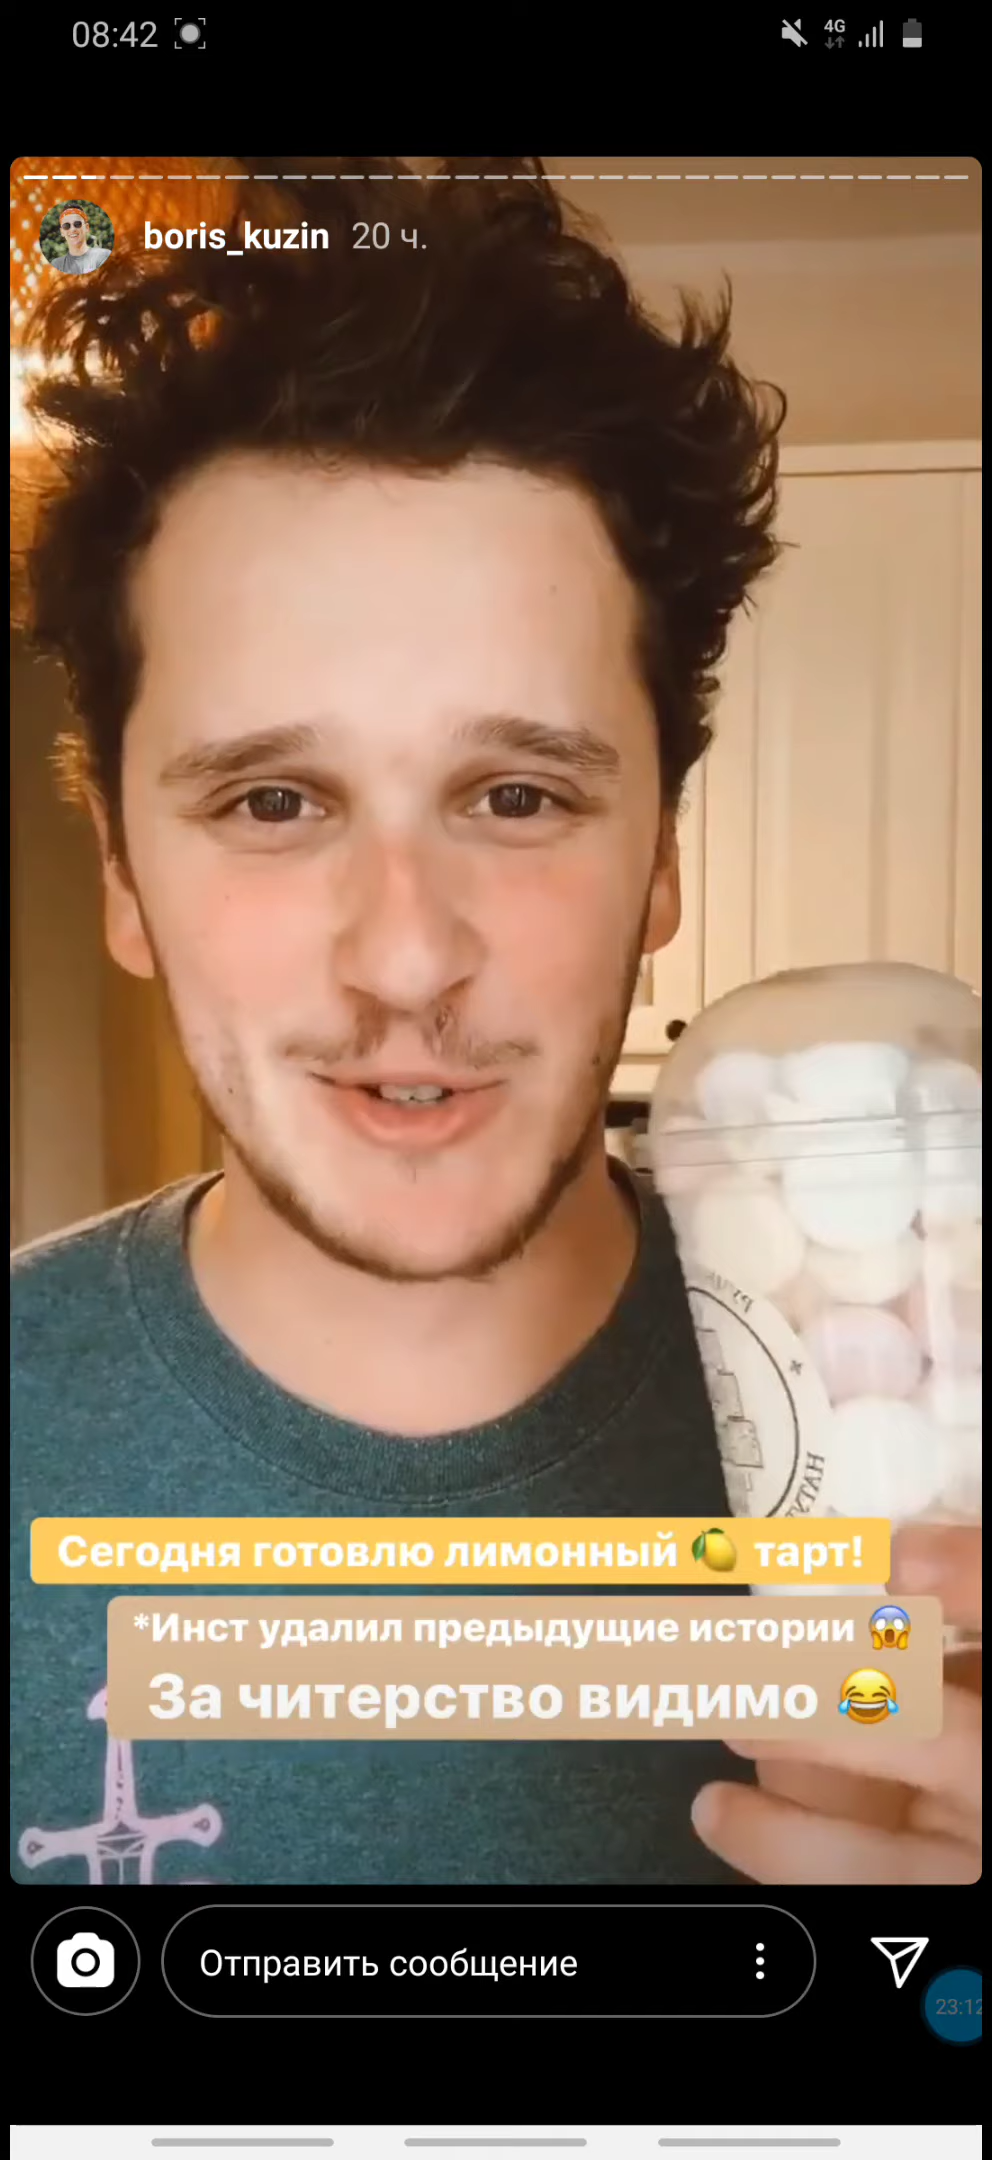 08:42
4G
boris_kuzin 20 ч.
Сегодня готовлю лимонный 🍋 тарт!
*Инст удалил предыдущие истории 😱
За читерство видимо 😂
Отправить сообщение
23:12